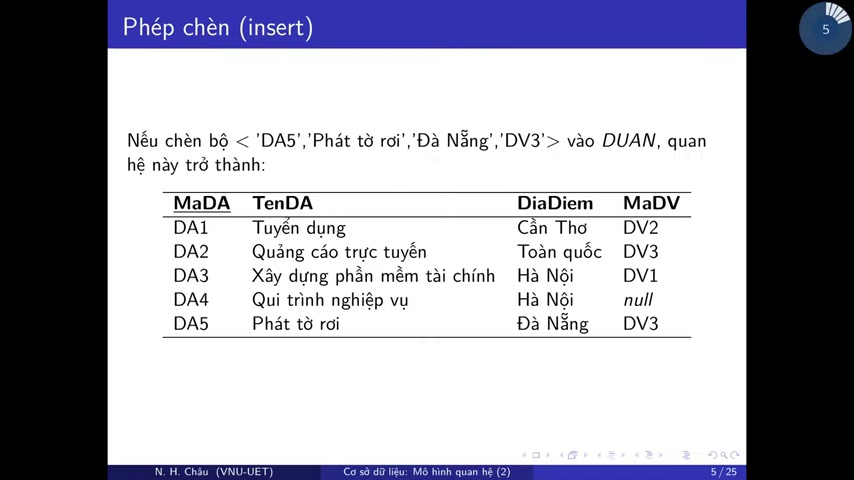 Phép chèn (insert)
5
Nếu chèn bộ < 'DA5','Phát tờ rơi','Đà Nẵng','DV3'> vào DUAN, quan
hệ này trở thành:
MaDA TenDA DiaDiem MaDV
DA1 Tuyển dụng Cần Thơ DV2
DA2 Quảng cáo trực tuyến Toàn quốc DV3
DA3 Xây dựng phần mềm tài chính Hà Nội DV1
DA4 Qui trình nghiệp vụ Hà Nội null
DA5 Phát tờ rơi Đà Nẵng DV3
N. H. Châu (VNU-UET) Cơ sở dữ liệu: Mô hình quan hệ (2) 5 / 25